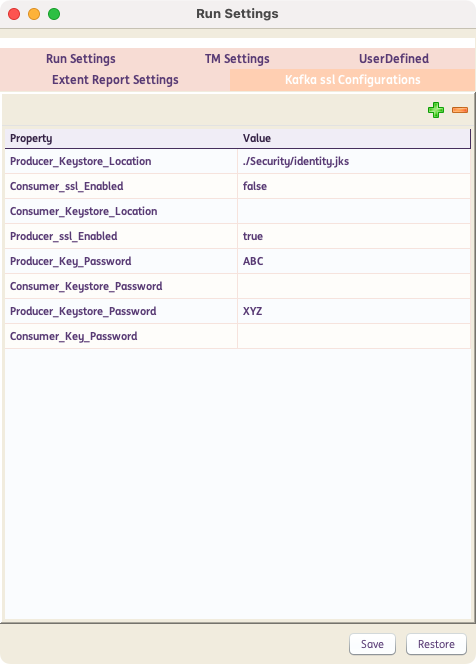 Run Settings
Run Settings TM Settings UserDefined
Extent Report Settings Kafka ssl Configurations
Property Value
Producer_Keystore_Location ./Security/identity.jks
Consumer_ssl_Enabled false
Consumer_Keystore_Location
Producer_ssl_Enabled true
Producer_Key_Password ABC
Consumer_Keystore_Password
Producer_Keystore_Password XYZ
Consumer_Key_Password
Save Restore